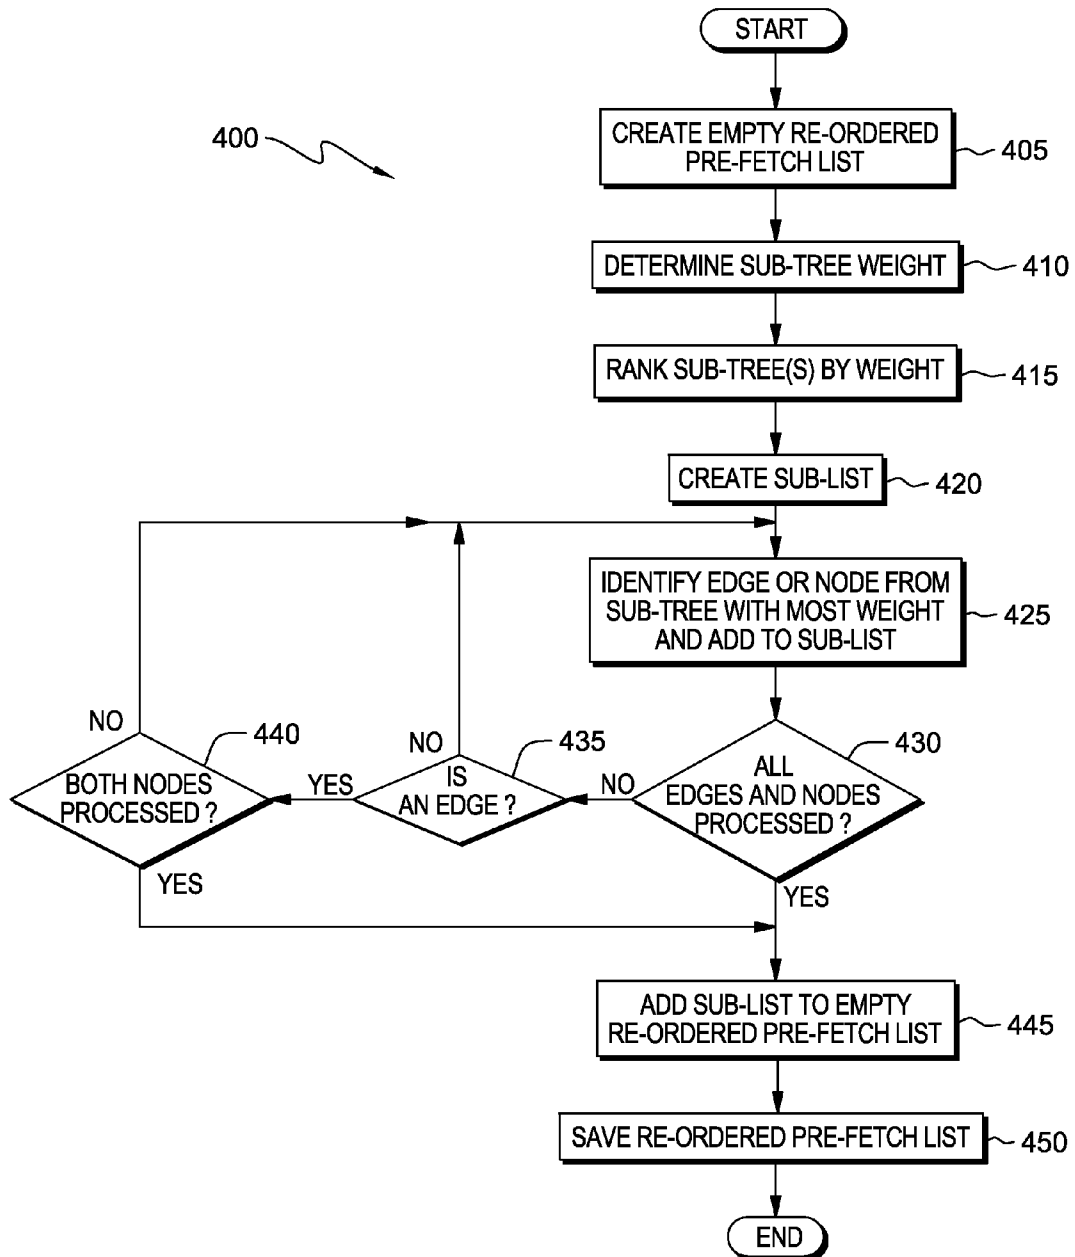 START
400
CREATE EMPTY RE-ORDERED
PRE-FETCH LIST
405
DETERMINE SUB-TREE WEIGHT
410
RANK SUB-TREE(S) BY WEIGHT
415
CREATE SUB-LIST
420
IDENTIFY EDGE OR NODE FROM
SUB-TREE WITH MOST WEIGHT
AND ADD TO SUB-LIST
425
NO
440
BOTH NODES
PROCESSED ?
YES
NO
435
IS
AN EDGE ?
YES
NO
430
ALL
EDGES AND NODES
PROCESSED ?
YES
ADD SUB-LIST TO EMPTY
RE-ORDERED PRE-FETCH LIST
445
SAVE RE-ORDERED PRE-FETCH LIST
450
END